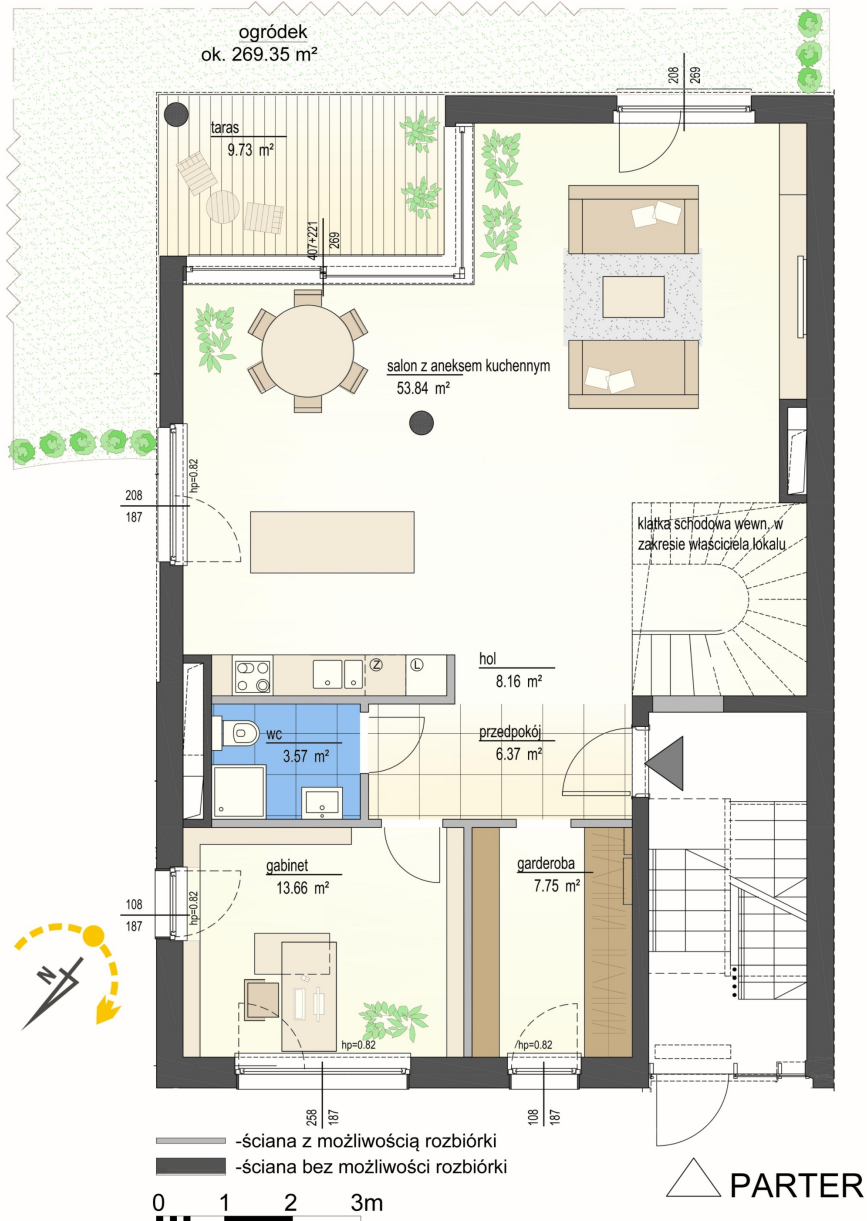 ogródek
ok. 269.35 m²
208
269
taras
9.73 m²
407+221
269
salon z aneksem kuchennym
53.84 m²
208
187
hp=0.82
klatka schodowa wewn. w
zakresie właściciela lokalu
Z
L
hol
8.16 m²
wc
3.57 m²
przedpokój
6.37 m²
gabinet
13.66 m²
garderoba
7.75 m²
108
187
hp=0.82
N
hp=0.82
hp=0.82
258
187
108
187
-ściana z możliwością rozbiórki
-ściana bez możliwości rozbiórki
PARTER
0 1 2 3m